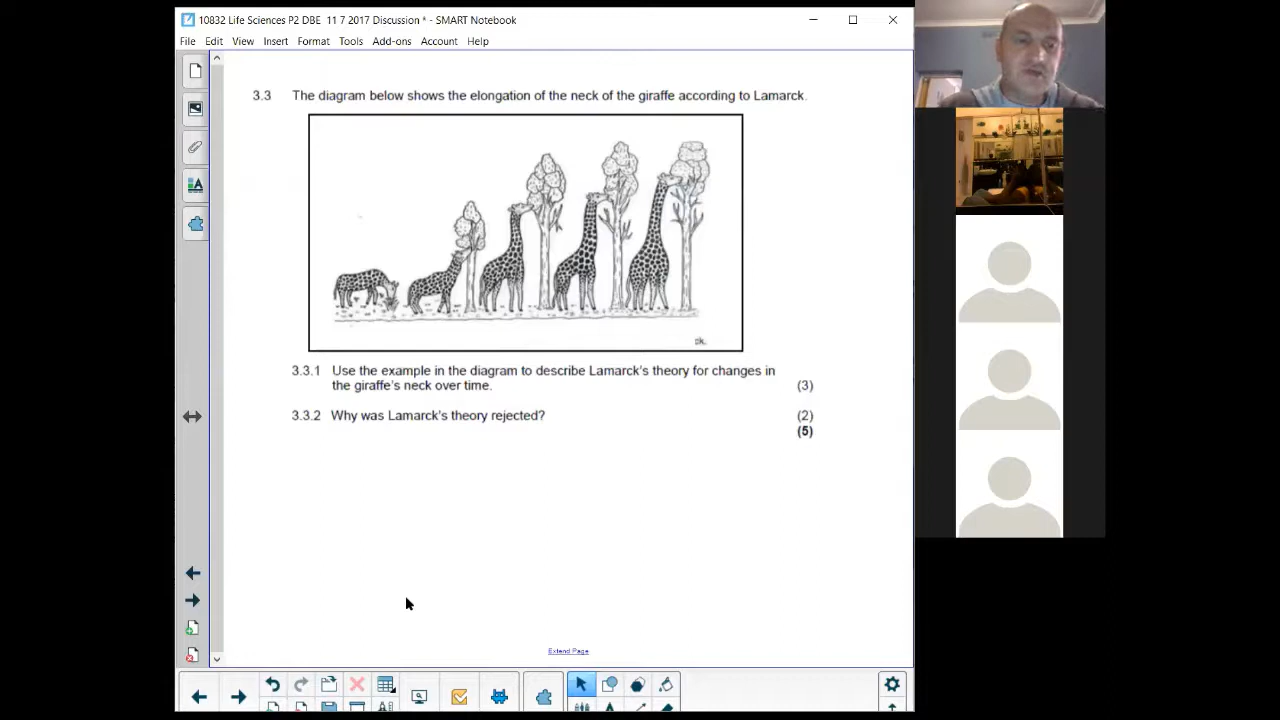 10832 Life Sciences P2 DBE 11 7 2017 Discussion * - SMART Notebook
File Edit View Insert Format Tools Add-ons Account Help
3.3 The diagram below shows the elongation of the neck of the giraffe according to Lamarck.
3.3.1 Use the example in the diagram to describe Lamarck's theory for changes in
the giraffe's neck over time. (3)
3.3.2 Why was Lamarck's theory rejected? (2)
(5)
Extend Page